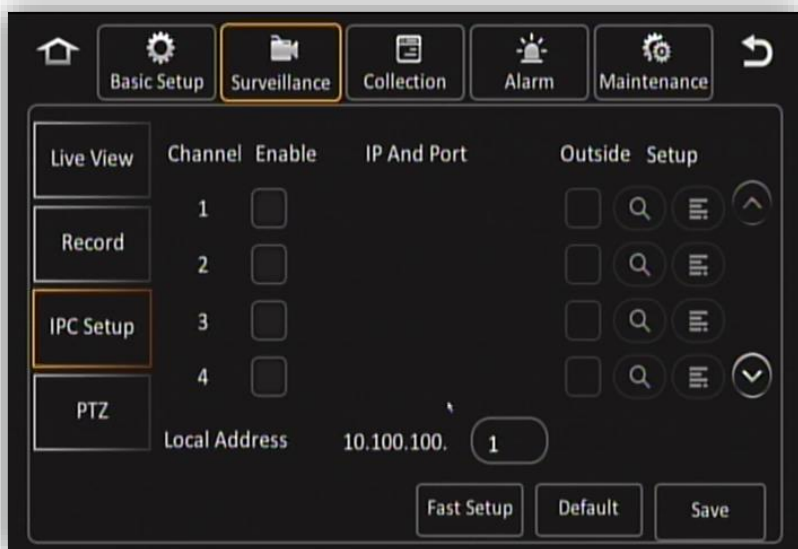 Basic Setup
Surveillance
Collection
Alarm
Maintenance
Live View
Record
IPC Setup
PTZ
Channel Enable IP And Port Outside Setup
1
2
3
4
Local Address 10.100.100. 1
Fast Setup
Default
Save